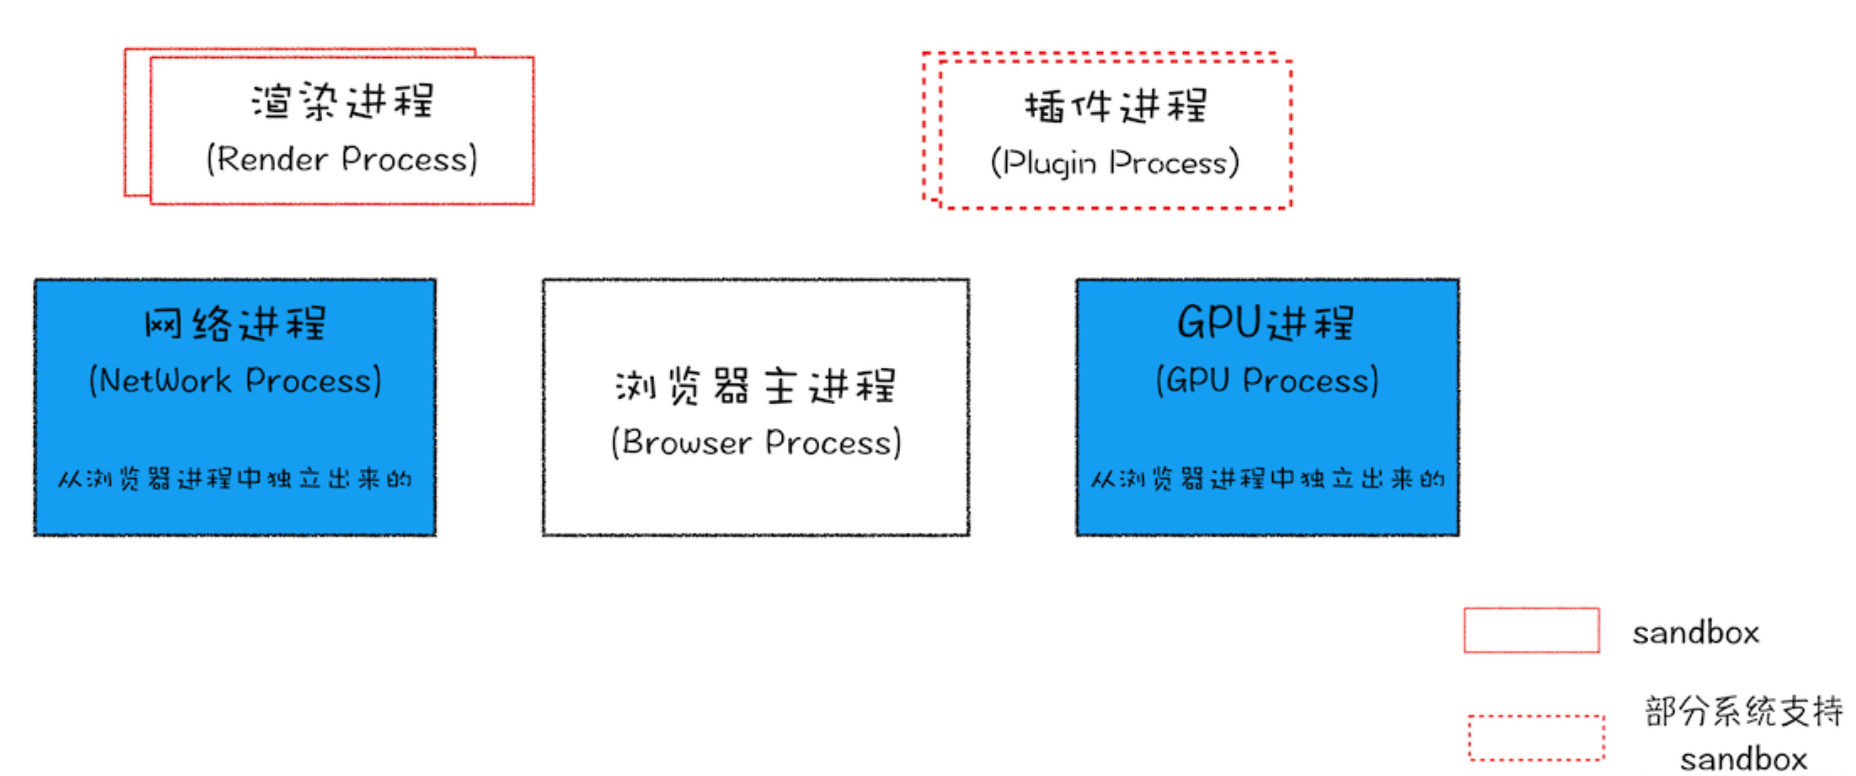 渲染进程
(Render Process)
插件进程
(Plugin Process)
网络进程
(NetWork Process)
从浏览器进程中独立出来的
浏览器主进程
(Browser Process)
GPU进程
(GPU Process)
从浏览器进程中独立出来的
sandbox
部分系统支持
sandbox